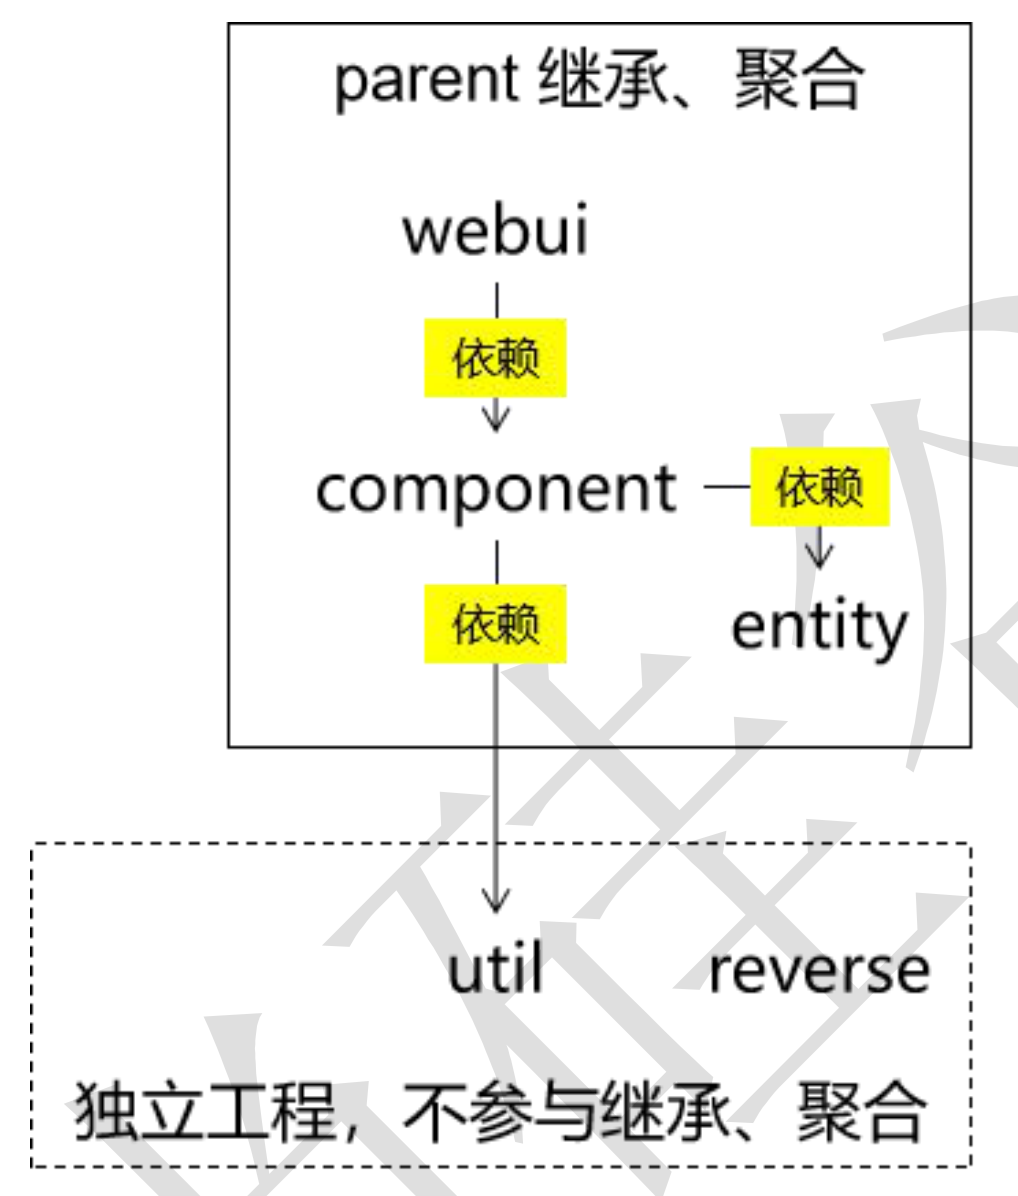 parent 继承、聚合
webui
依赖
component
依赖
依赖
entity
util
reverse
独立工程，不参与继承、聚合